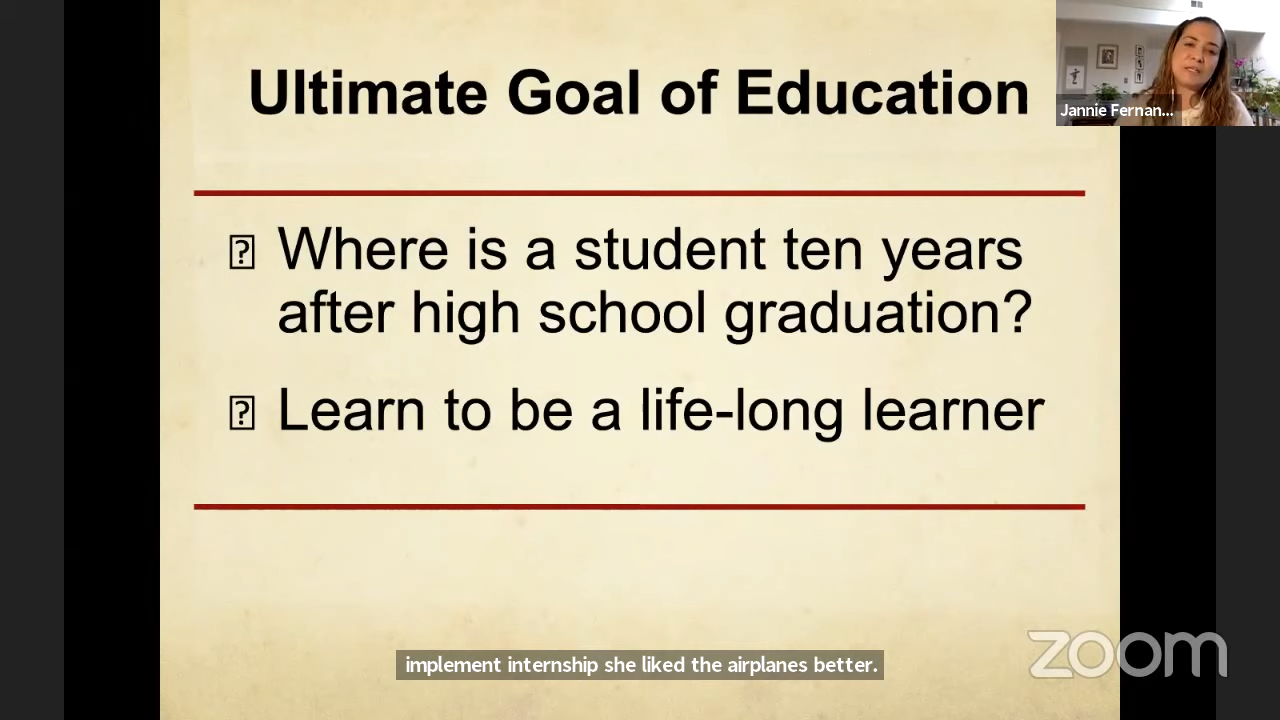 Ultimate Goal of Education
Jannie Fernan...
Where is a student ten years
after high school graduation?
Learn to be a life-long learner
implement internship she liked the airplanes better.
zoom